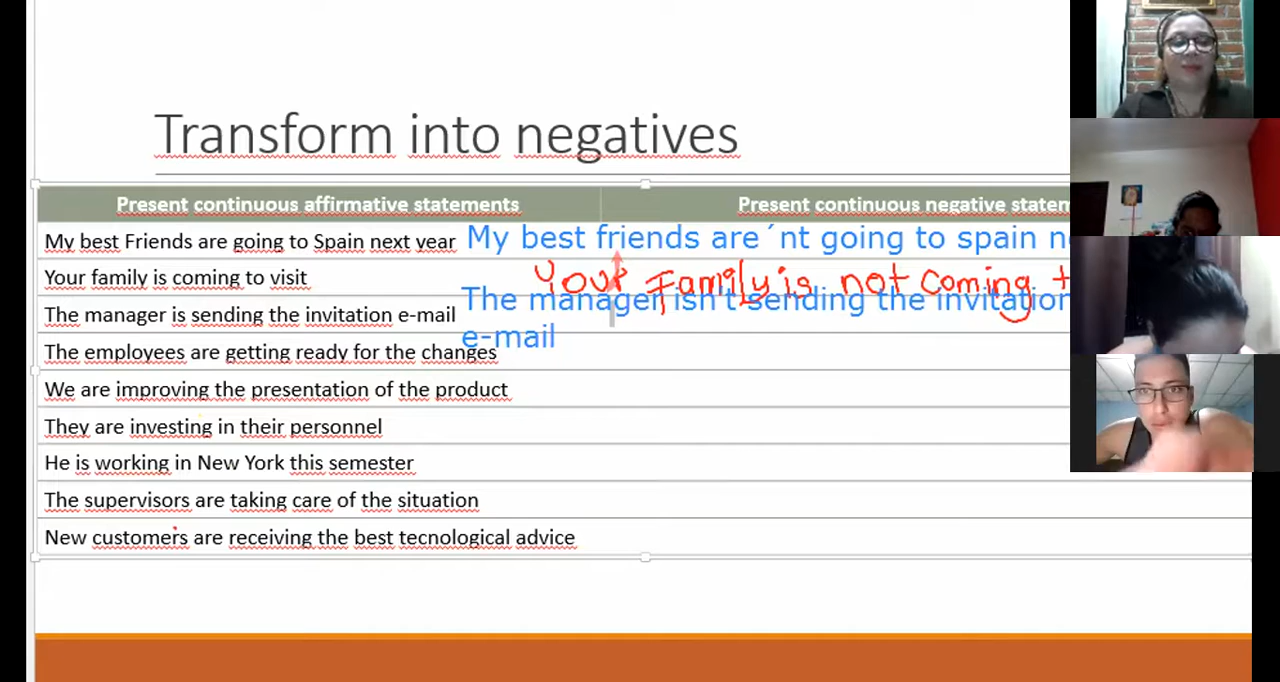 Transform into negatives
Present continuous affirmative statements
Present continuous negative
My best Friends are going to Spain next year
My best friends are´nt going to spain
Your family is coming to visit
Your Family is not coming
The manager is sending the invitation e-mail
The manager isn't sending the invitation
e-mail
The employees are getting ready for the changes
We are improving the presentation of the product
They are investing in their personnel
He is working in New York this semester
The supervisors are taking care of the situation
New customers are receiving the best tecnological advice